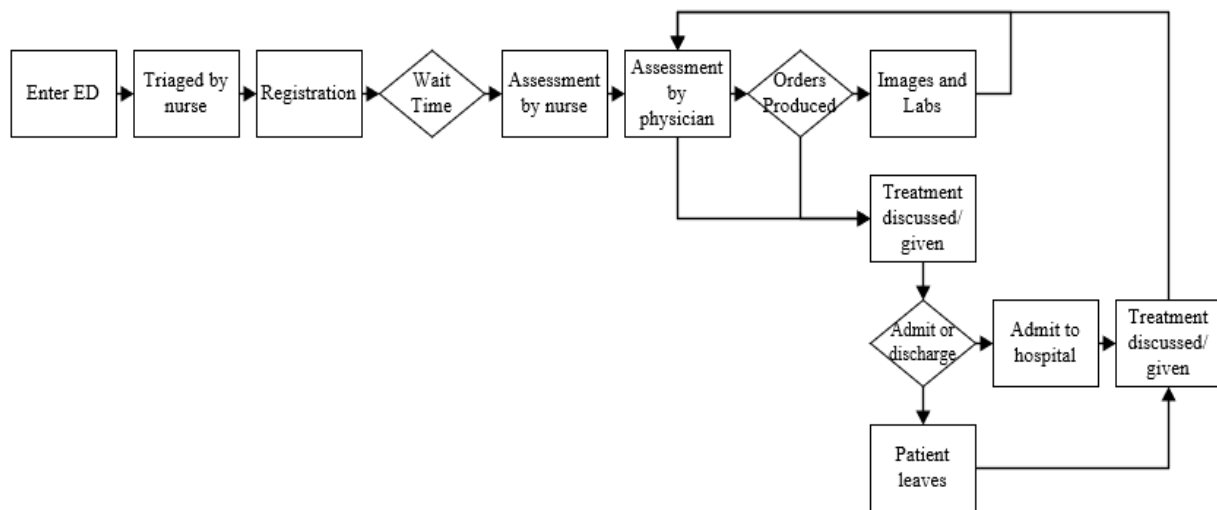 Enter ED
Triaged by
nurse
Registration
Wait
Time
Assessment
by nurse
Assessment
by
physician
Orders
Produced
Images and
Labs
Treatment
discussed/
given
Admit or
discharge
Admit to
hospital
Treatment
discussed/
given
Patient
leaves